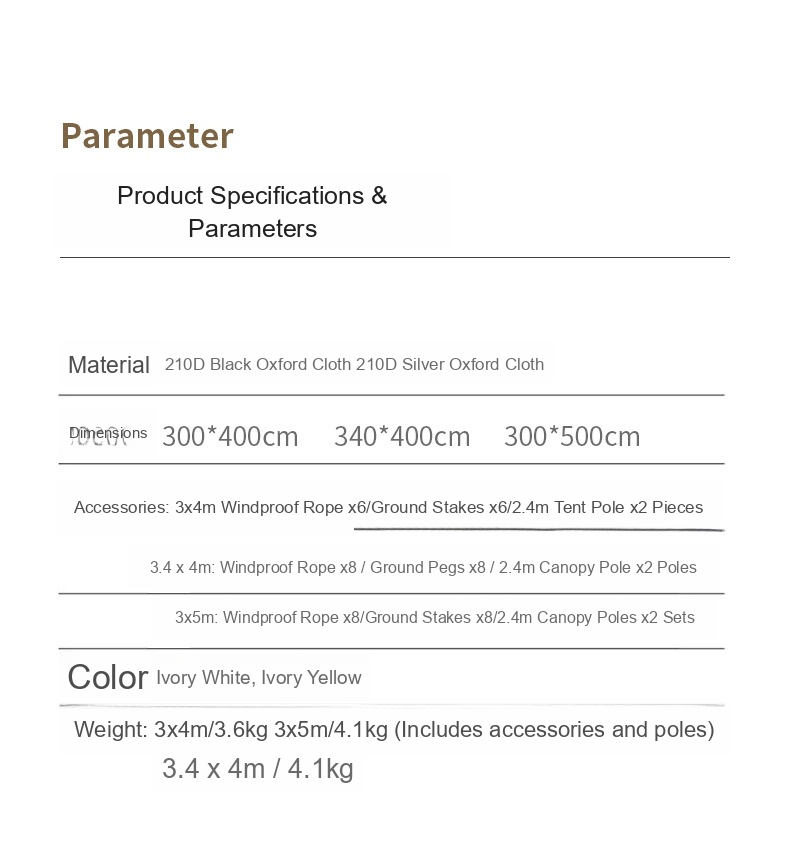 Parameter
Product Specifications &
Parameters
Material 210D Black Oxford Cloth 210D Silver Oxford Cloth
Dimensions 300*400cm 340*400cm 300*500cm
Accessories: 3x4m Windproof Rope x6/Ground Stakes x6/2.4m Tent Pole x2 Pieces
3.4 x 4m: Windproof Rope x8 / Ground Pegs x8 / 2.4m Canopy Pole x2 Poles
3x5m: Windproof Rope x8/Ground Stakes x8/2.4m Canopy Poles x2 Sets
Color Ivory White, Ivory Yellow
Weight: 3x4m/3.6kg 3x5m/4.1kg (Includes accessories and poles)
3.4 x 4m / 4.1kg